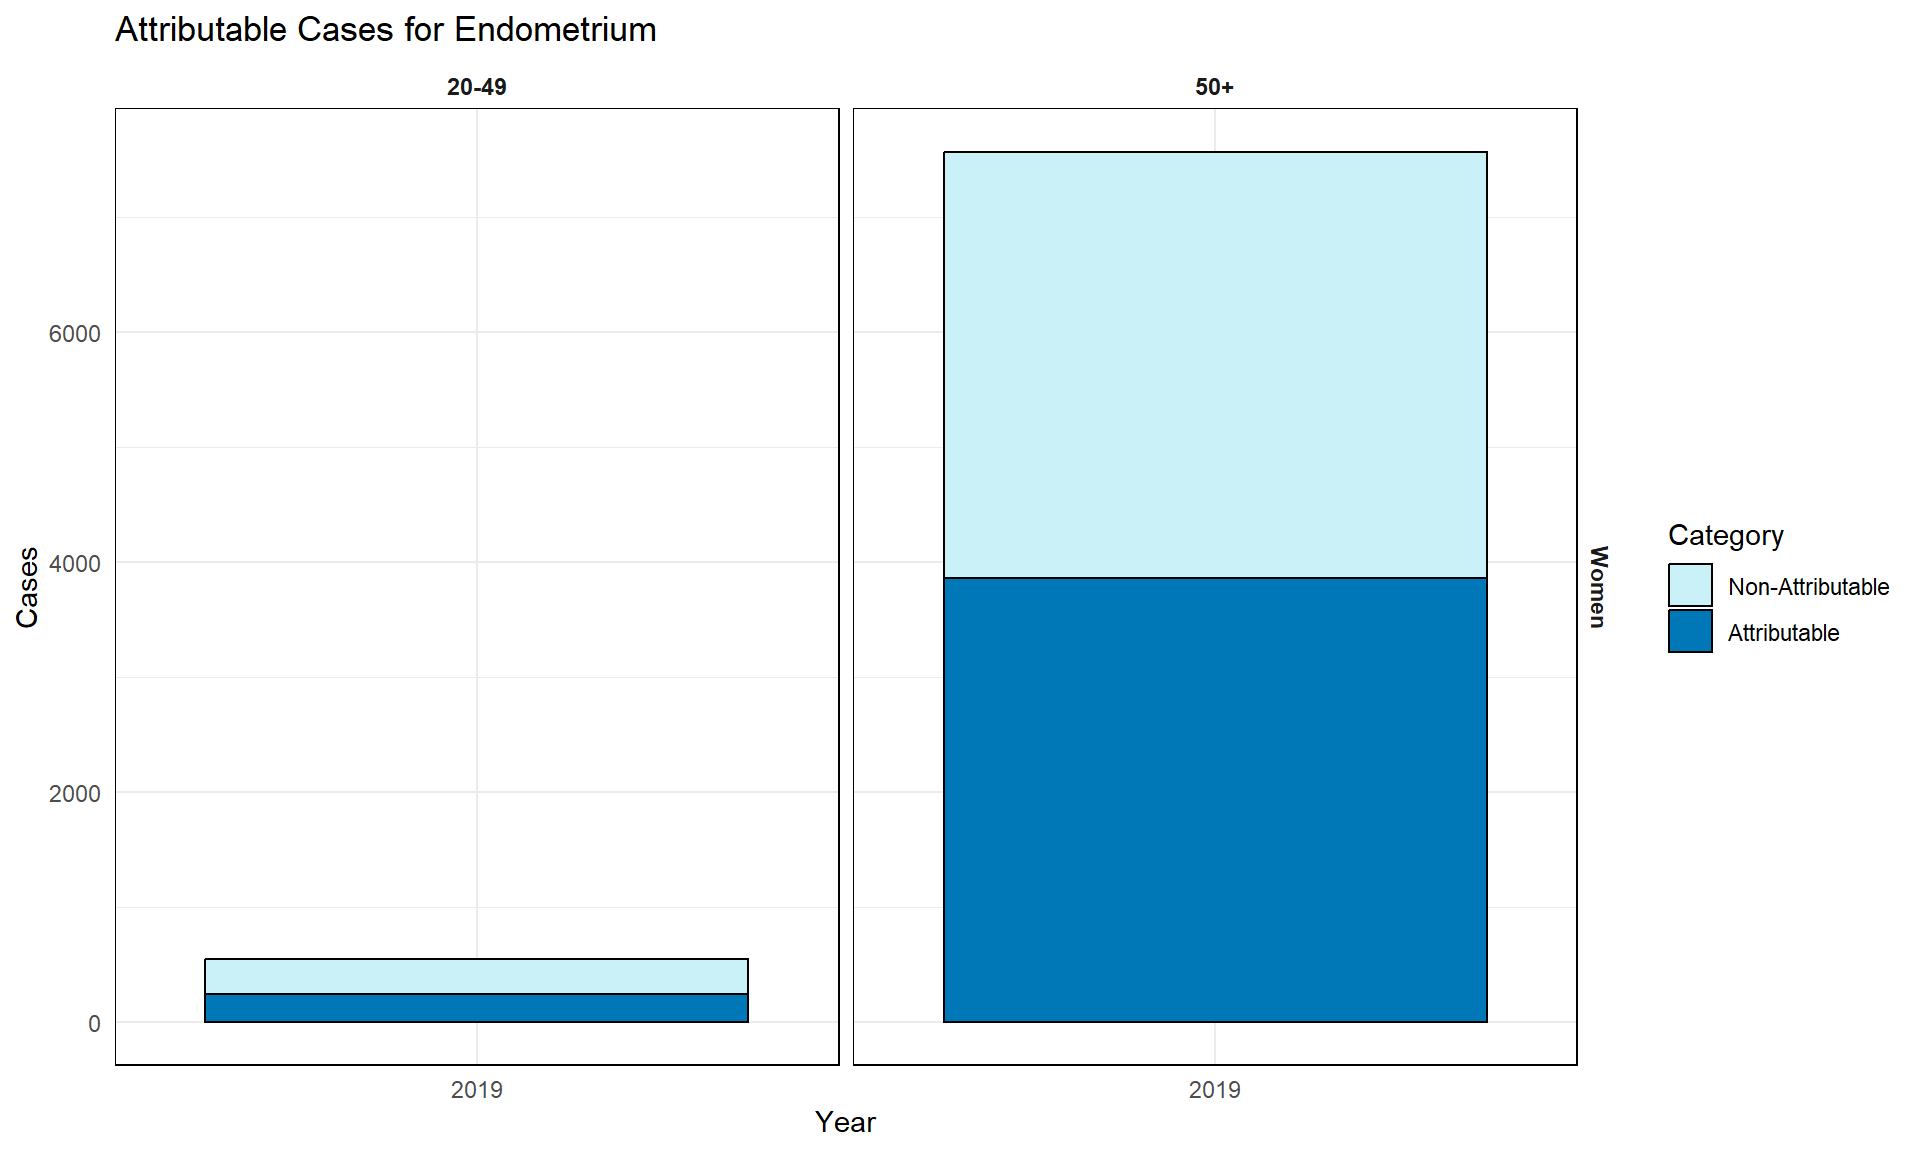 Attributable Cases for Endometrium
20-49
50+
6000
4000
2000
0
Cases
2019
2019
Year
Women
Category
Non-Attributable
Attributable